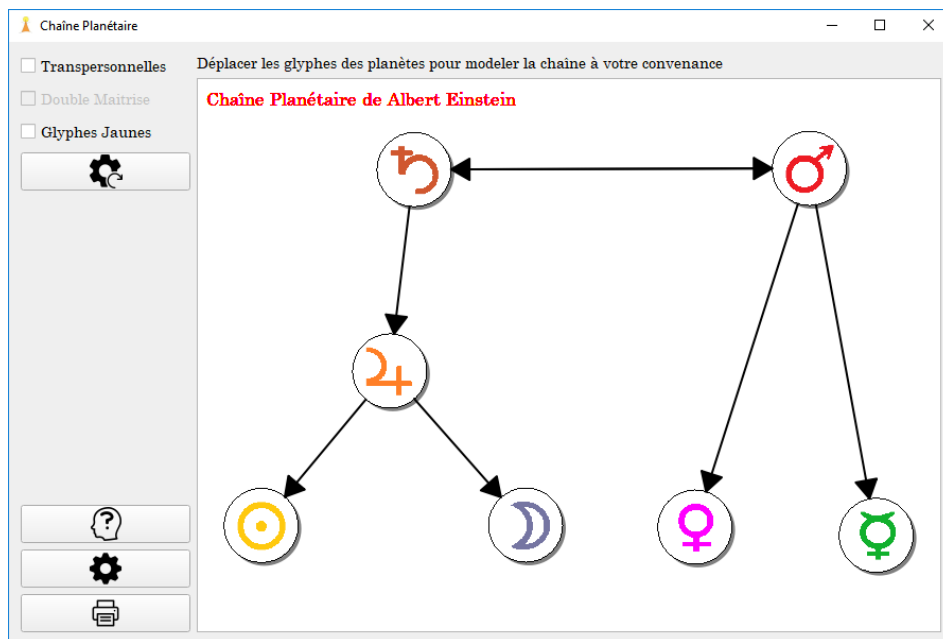 Chaîne Planétaire
Transpersonnelles
Double Maitrise
Glyphes Jaunes
Déplacer les glyphes des planètes pour modeler la chaine à votre convenance
Chaîne Planétaire de Albert Einstein